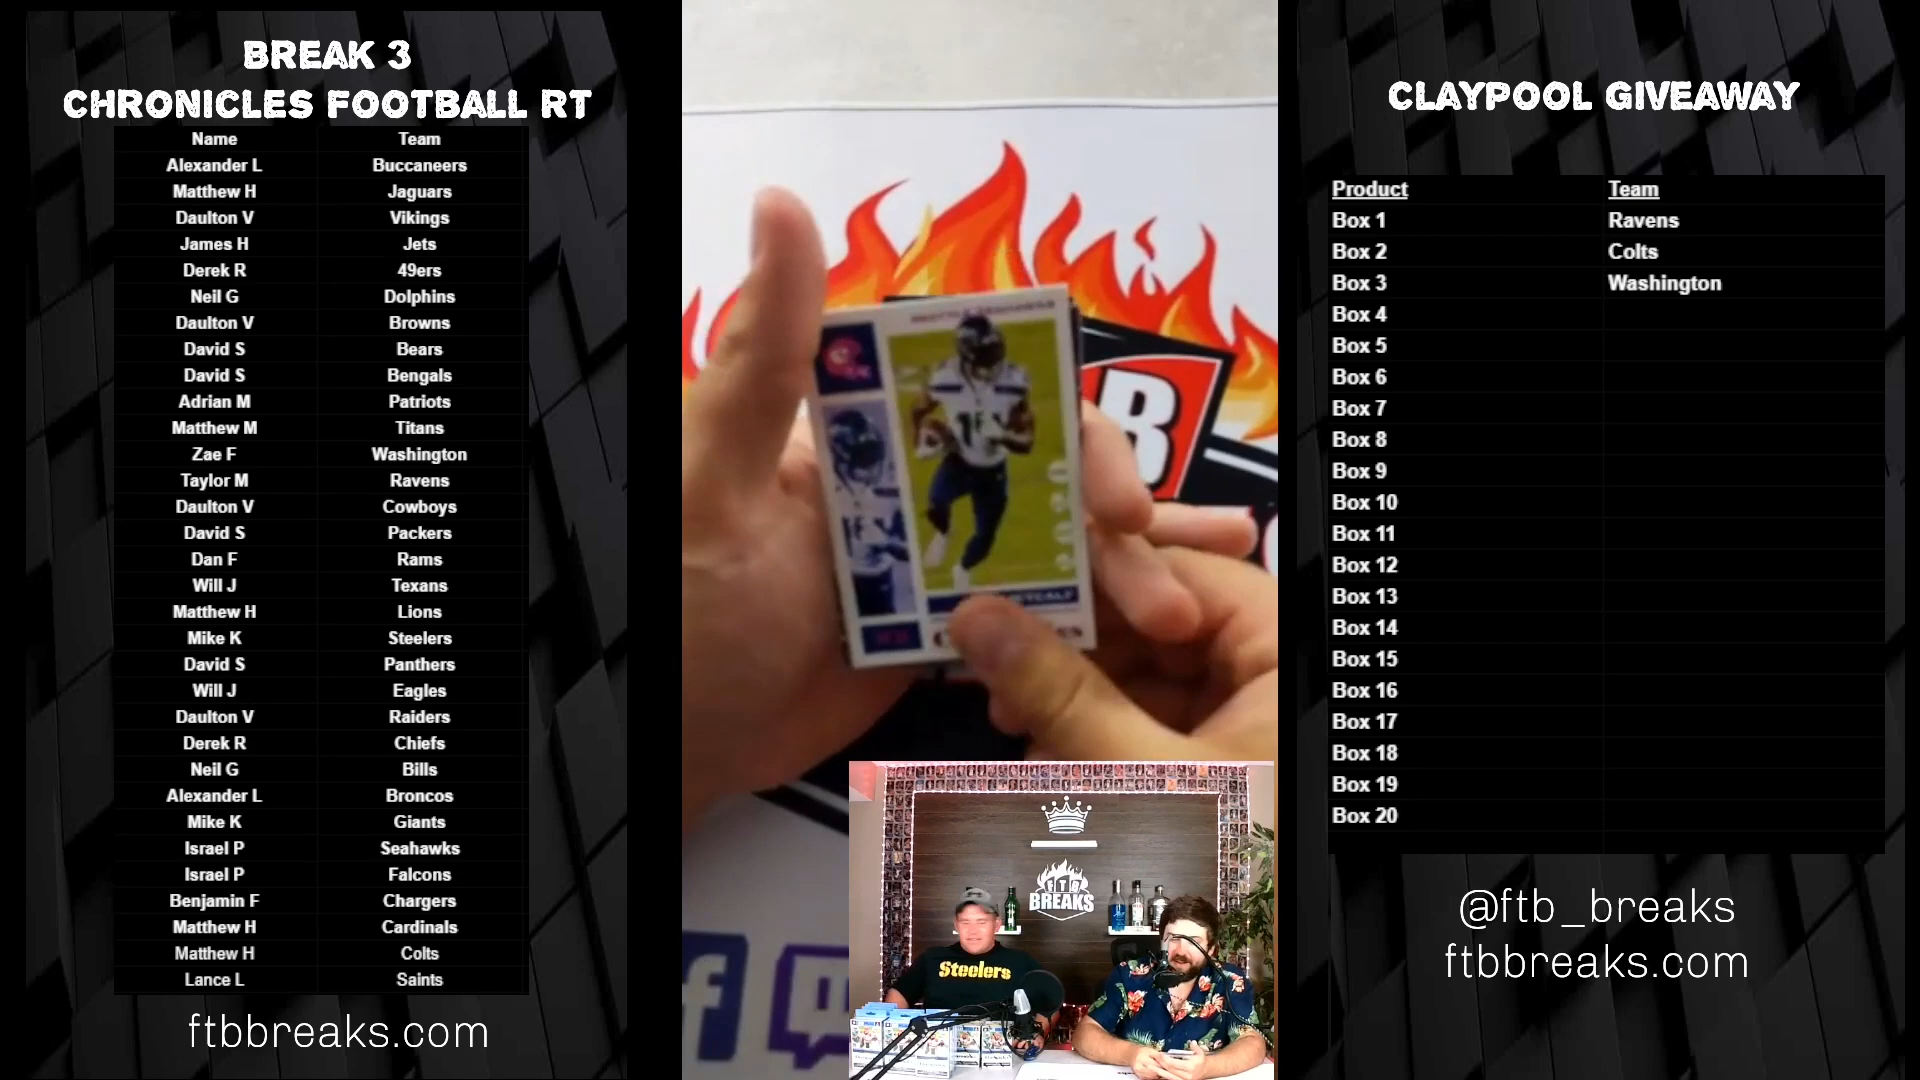 BREAK 3
CHRONICLES FOOTBALL RT
Name Team
Alexander L Buccaneers
Matthew H Jaguars
Daulton V Vikings
James H Jets
Derek R 49ers
Neil G Dolphins
Daulton V Browns
David S Bears
David S Bengals
Adrian M Patriots
Matthew M Titans
Zae F Washington
Taylor M Ravens
Daulton V Cowboys
David S Packers
Dan F Rams
Will J Texans
Matthew H Lions
Mike K Steelers
David S Panthers
Will J Eagles
Daulton V Raiders
Derek R Chiefs
Neil G Bills
Alexander L Broncos
Mike K Giants
Israel P Seahawks
Israel P Falcons
Benjamin F Chargers
Matthew H Cardinals
Matthew H Colts
Lance L Saints
ftbbreaks.com
2020
FTB
BREAKS
Steelers
CLAYPOOL GIVEAWAY
Product Team
Box 1 Ravens
Box 2 Colts
Box 3 Washington
Box 4
Box 5
Box 6
Box 7
Box 8
Box 9
Box 10
Box 11
Box 12
Box 13
Box 14
Box 15
Box 16
Box 17
Box 18
Box 19
Box 20
@ftb_breaks
ftbbreaks.com